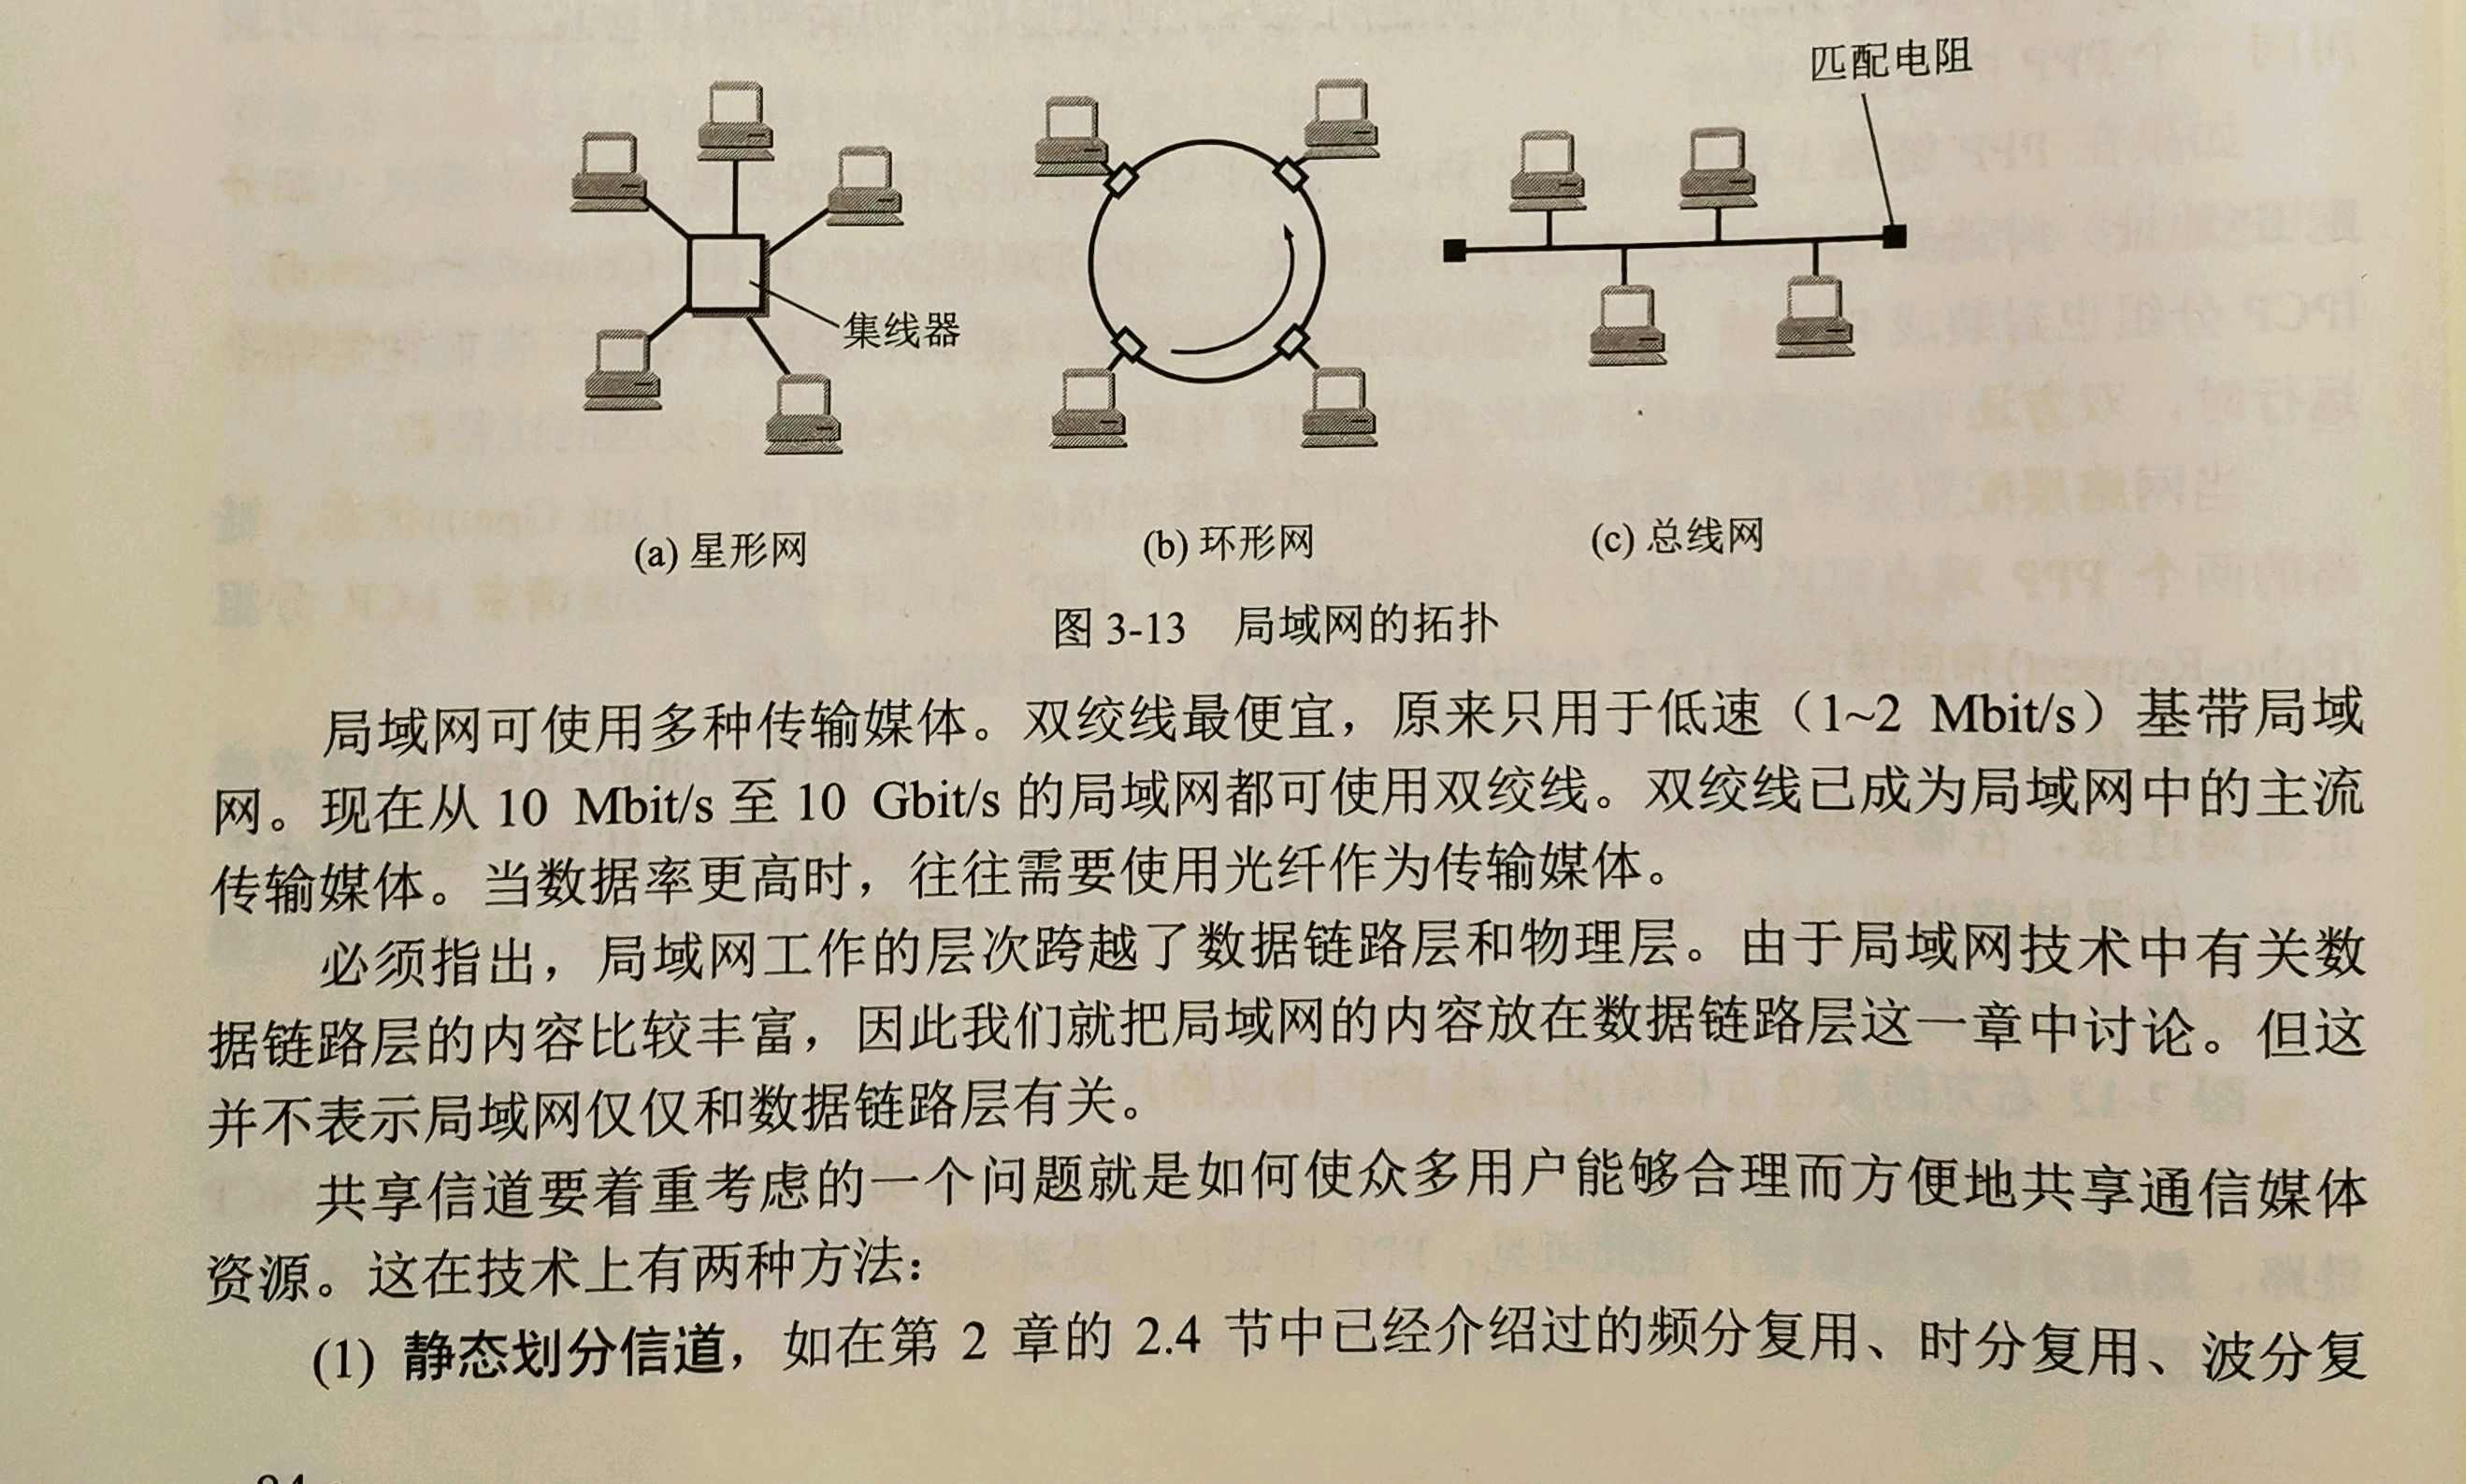 匹配电阻
集线器
(a) 星形网
(b) 环形网
(c) 总线网
图 3-13 局域网的拓扑
局域网可使用多种传输媒体。双绞线最便宜，原来只用于低速（1~2 Mbit/s）基带局域
网。现在从 10 Mbit/s 至 10 Gbit/s 的局域网都可使用双绞线。双绞线已成为局域网中的主流
传输媒体。当数据率更高时，往往需要使用光纤作为传输媒体。
必须指出，局域网工作的层次跨越了数据链路层和物理层。由于局域网技术中有关数
据链路层的内容比较丰富，因此我们就把局域网的内容放在数据链路层这一章中讨论。但这
并不表示局域网仅仅和数据链路层有关。
共享信道要着重考虑的一个问题就是如何使众多用户能够合理而方便地共享通信媒体
资源。这在技术上有两种方法：
(1) 静态划分信道，如在第 2 章的 2.4 节中已经介绍过的频分复用、时分复用、波分复